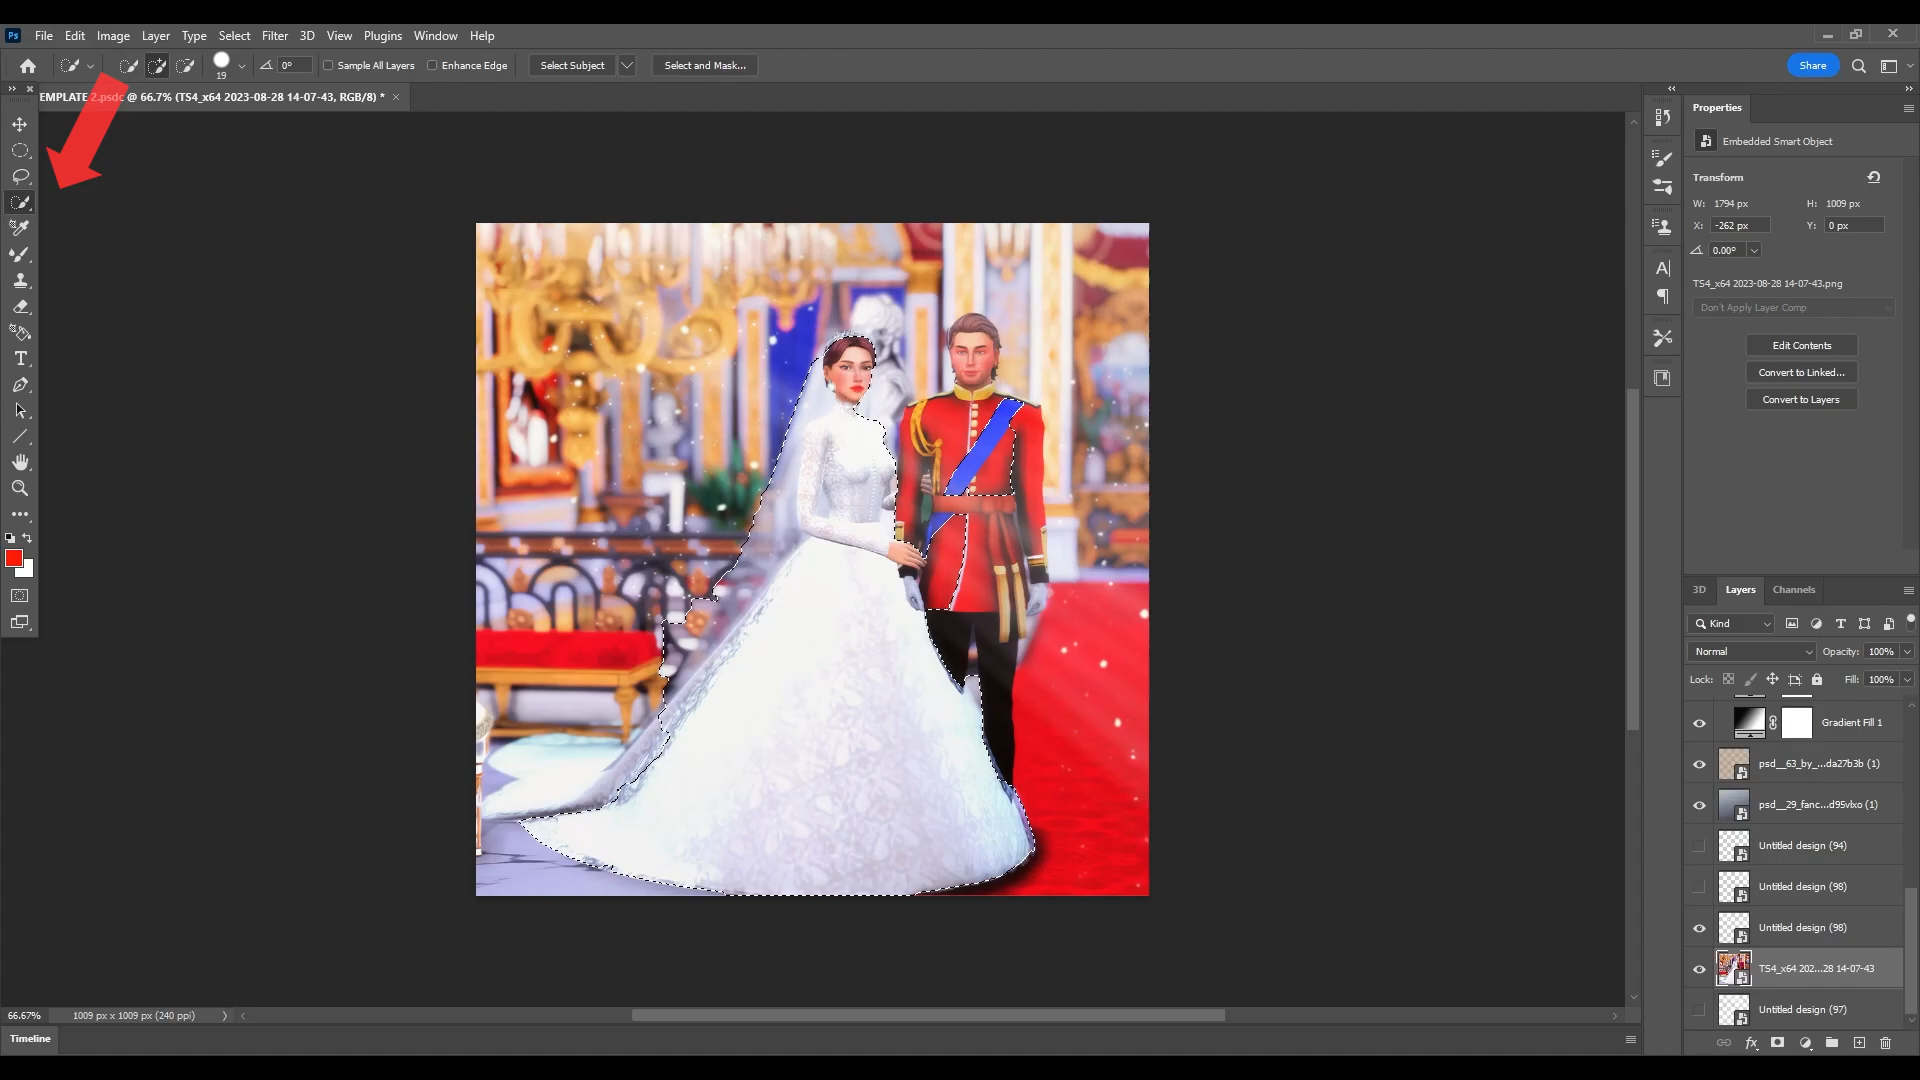 Ps File Edit Image Layer Type Select Filter 3D View Plugins Window Help
19 0° Sample All Layers Enhance Edge Select Subject Select and Mask... Share
EMPLATE 2.psdc @ 66.7% (TS4_x64 2023-08-28 14-07-43, RGB/8) *
Properties
Embedded Smart Object
Transform
W: 1794 px H: 1009 px
X: -262 px Y: 0 px
0.00°
TS4_x64 2023-08-28 14-07-43.png
Don't Apply Layer Comp
Edit Contents
Convert to Linked...
Convert to Layers
3D Layers Channels
Kind
Normal Opacity: 100%
Lock: Fill: 100%
Gradient Fill 1
psd__63_by_...da27b3b (1)
psd__29_fanc...d95vlxo (1)
Untitled design (94)
Untitled design (98)
Untitled design (98)
TS4_x64 202...28 14-07-43
Untitled design (97)
fx
66.67% 1009 px x 1009 px (240 ppi)
Timeline